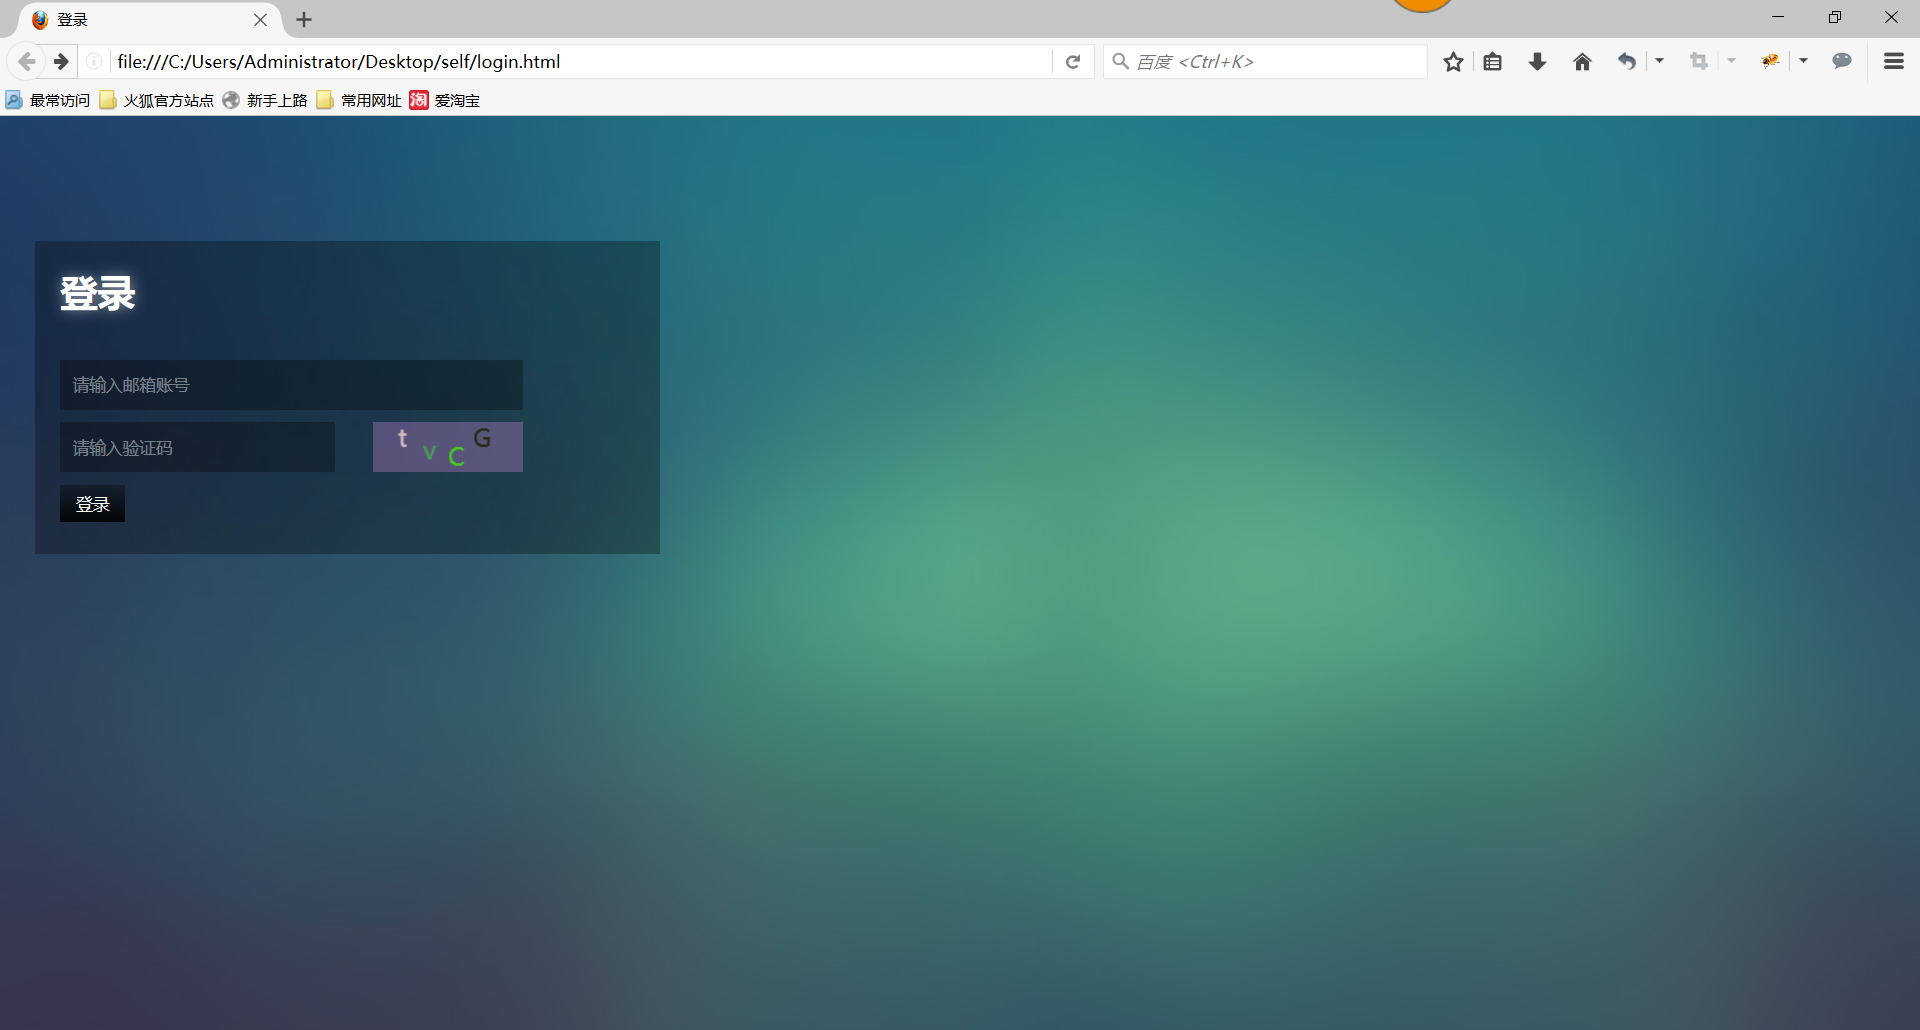 登录
file:///C:/Users/Administrator/Desktop/self/login.html
百度 <Ctrl+K>
最常访问 火狐官方站点 新手上路 常用网址 淘 爱淘宝
登录
请输入邮箱账号
请输入验证码 t v C G
登录